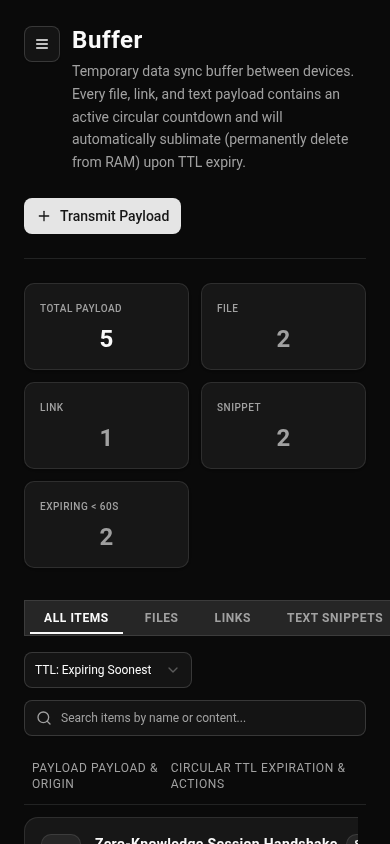 Buffer
Temporary data sync buffer between devices.
Every file, link, and text payload contains an
active circular countdown and will
automatically sublimate (permanently delete
from RAM) upon TTL expiry.
Transmit Payload
TOTAL PAYLOAD
5
FILE
2
LINK
1
SNIPPET
2
EXPIRING < 60S
2
ALL ITEMS FILES LINKS TEXT SNIPPETS
TTL: Expiring Soonest
Search items by name or content...
PAYLOAD PAYLOAD &
ORIGIN
CIRCULAR TTL EXPIRATION &
ACTIONS
Zero-Knowledge Session Handshake